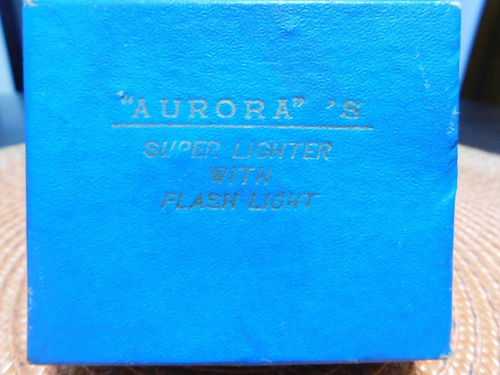 "AURORA" 'S
SUPER LIGHTER
WITH
FLASH LIGHT